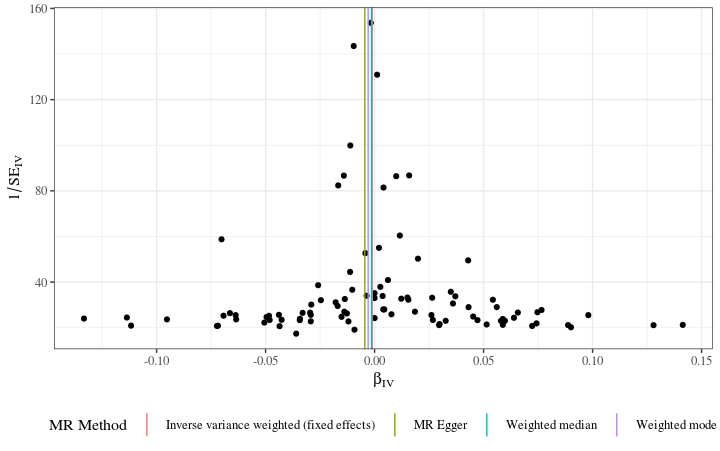 160
120
80
40
1/SE_IV
-0.10
-0.05
0.00
0.05
0.10
0.15
β_IV
MR Method
Inverse variance weighted (fixed effects)
MR Egger
Weighted median
Weighted mode